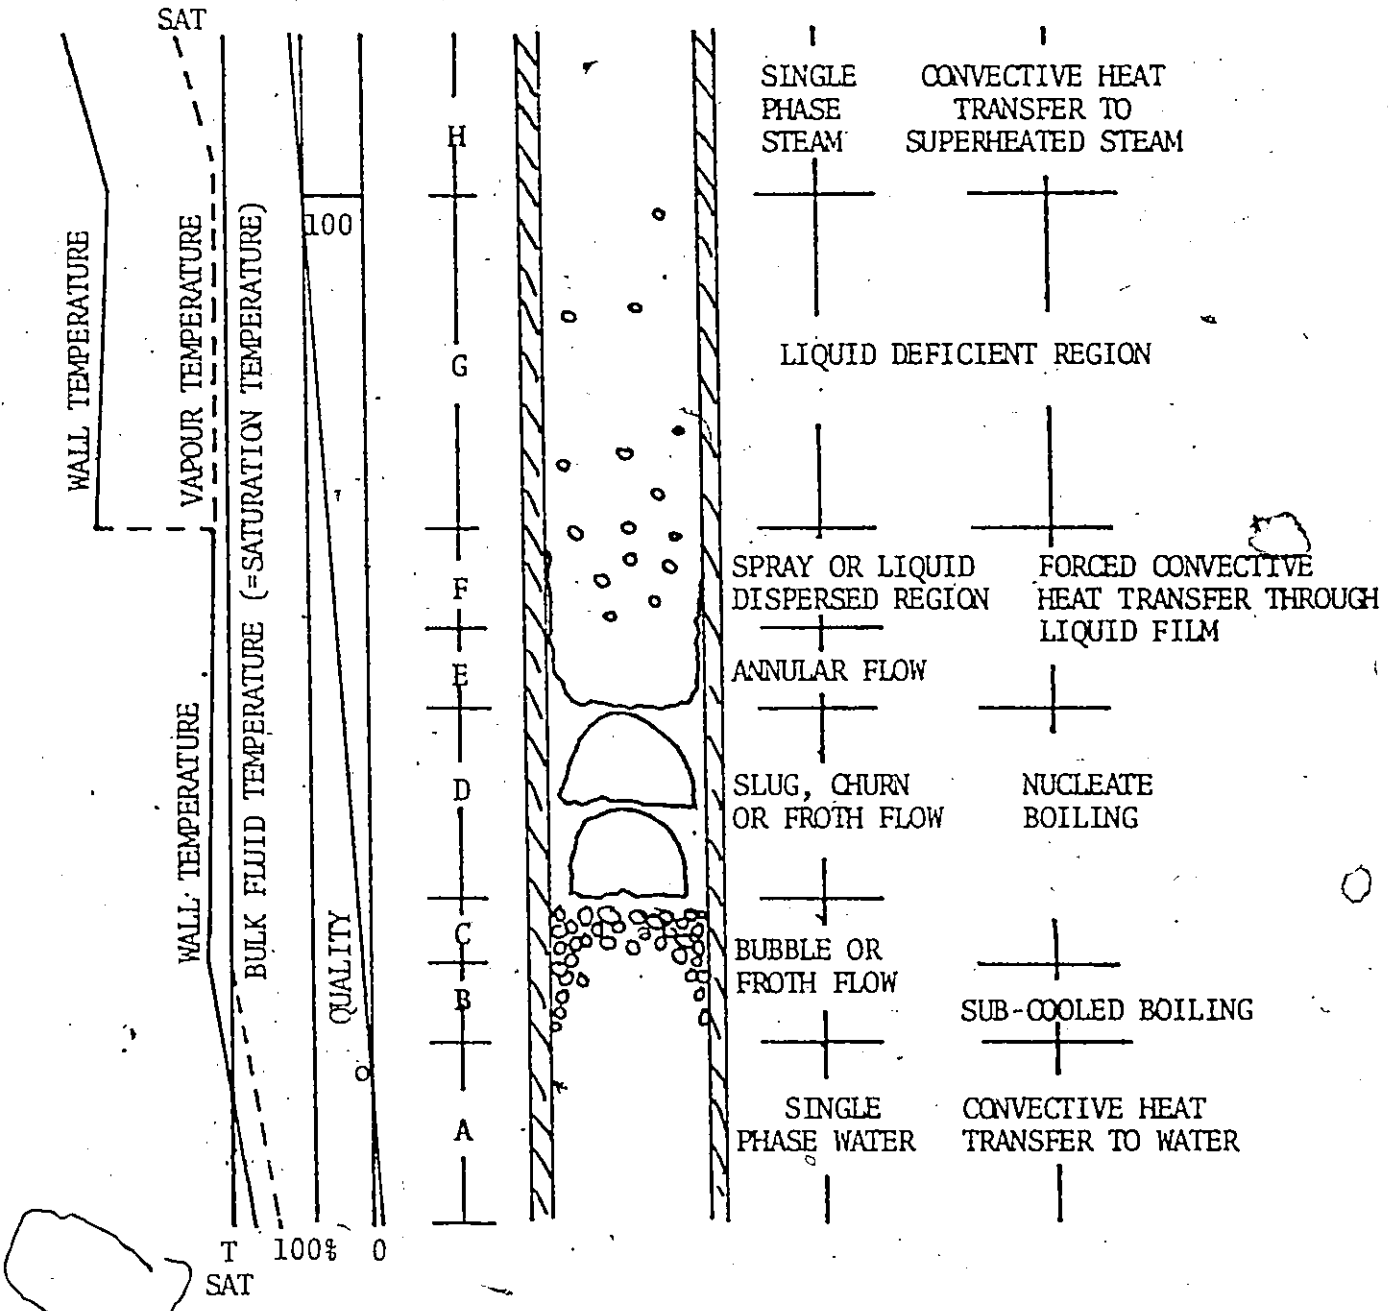 SAT
SINGLE
PHASE
STEAM
CONVECTIVE HEAT
TRANSFER TO
SUPERHEATED STEAM
H
100
WALL TEMPERATURE
VAPOUR TEMPERATURE
BULK FLUID TEMPERATURE (=SATURATION TEMPERATURE)
G
LIQUID DEFICIENT REGION
F
SPRAY OR LIQUID
DISPERSED REGION
FORCED CONVECTIVE
HEAT TRANSFER THROUGH
LIQUID FILM
E
ANNULAR FLOW
WALL TEMPERATURE
D
SLUG, CHURN
OR FROTH FLOW
NUCLEATE
BOILING
QUALITY
C
BUBBLE OR
FROTH FLOW
B
SUB-COOLED BOILING
O
A
SINGLE
PHASE WATER
CONVECTIVE HEAT
TRANSFER TO WATER
T
SAT
100%
0